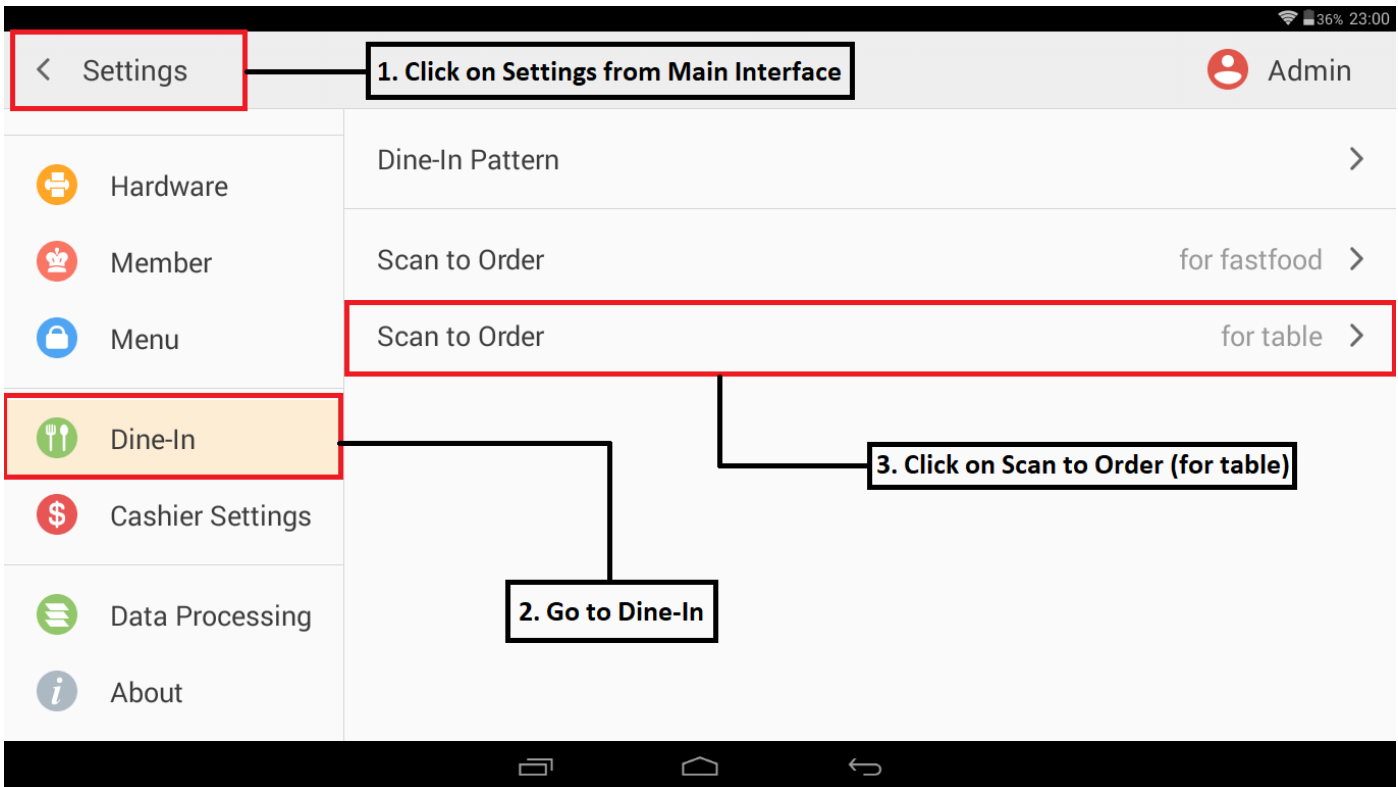 36% 23:00
Settings
1. Click on Settings from Main Interface
Admin
Hardware
Member
Menu
Dine-In
Cashier Settings
Data Processing
About
Dine-In Pattern
Scan to Order for fastfood
Scan to Order for table
3. Click on Scan to Order (for table)
2. Go to Dine-In